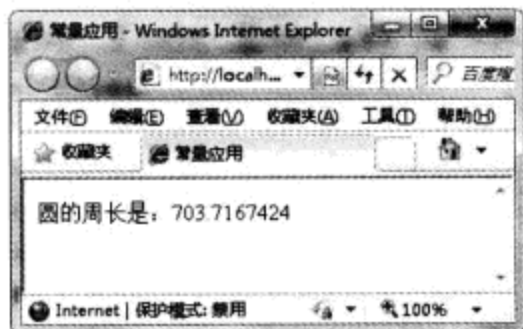 常量应用 - Windows Internet Explorer
http://localh... 百度搜
文件(F) 编辑(E) 查看(V) 收藏夹(A) 工具(T) 帮助(H)
收藏夹 常量应用
圆的周长是：703.7167424
Internet | 保护模式: 禁用 100%